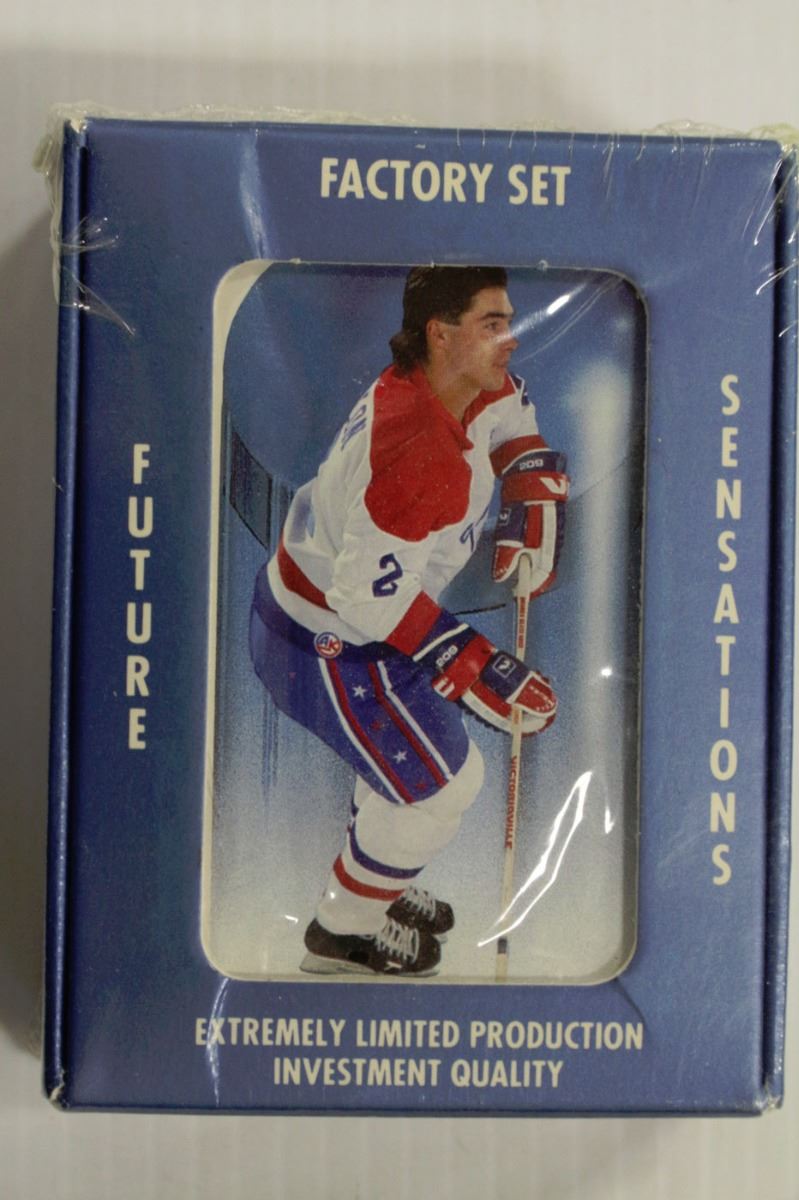 FACTORY SET
FUTURE
SENSATIONS
209
2
209
VICTORIAVILLE
EXTREMELY LIMITED PRODUCTION
INVESTMENT QUALITY